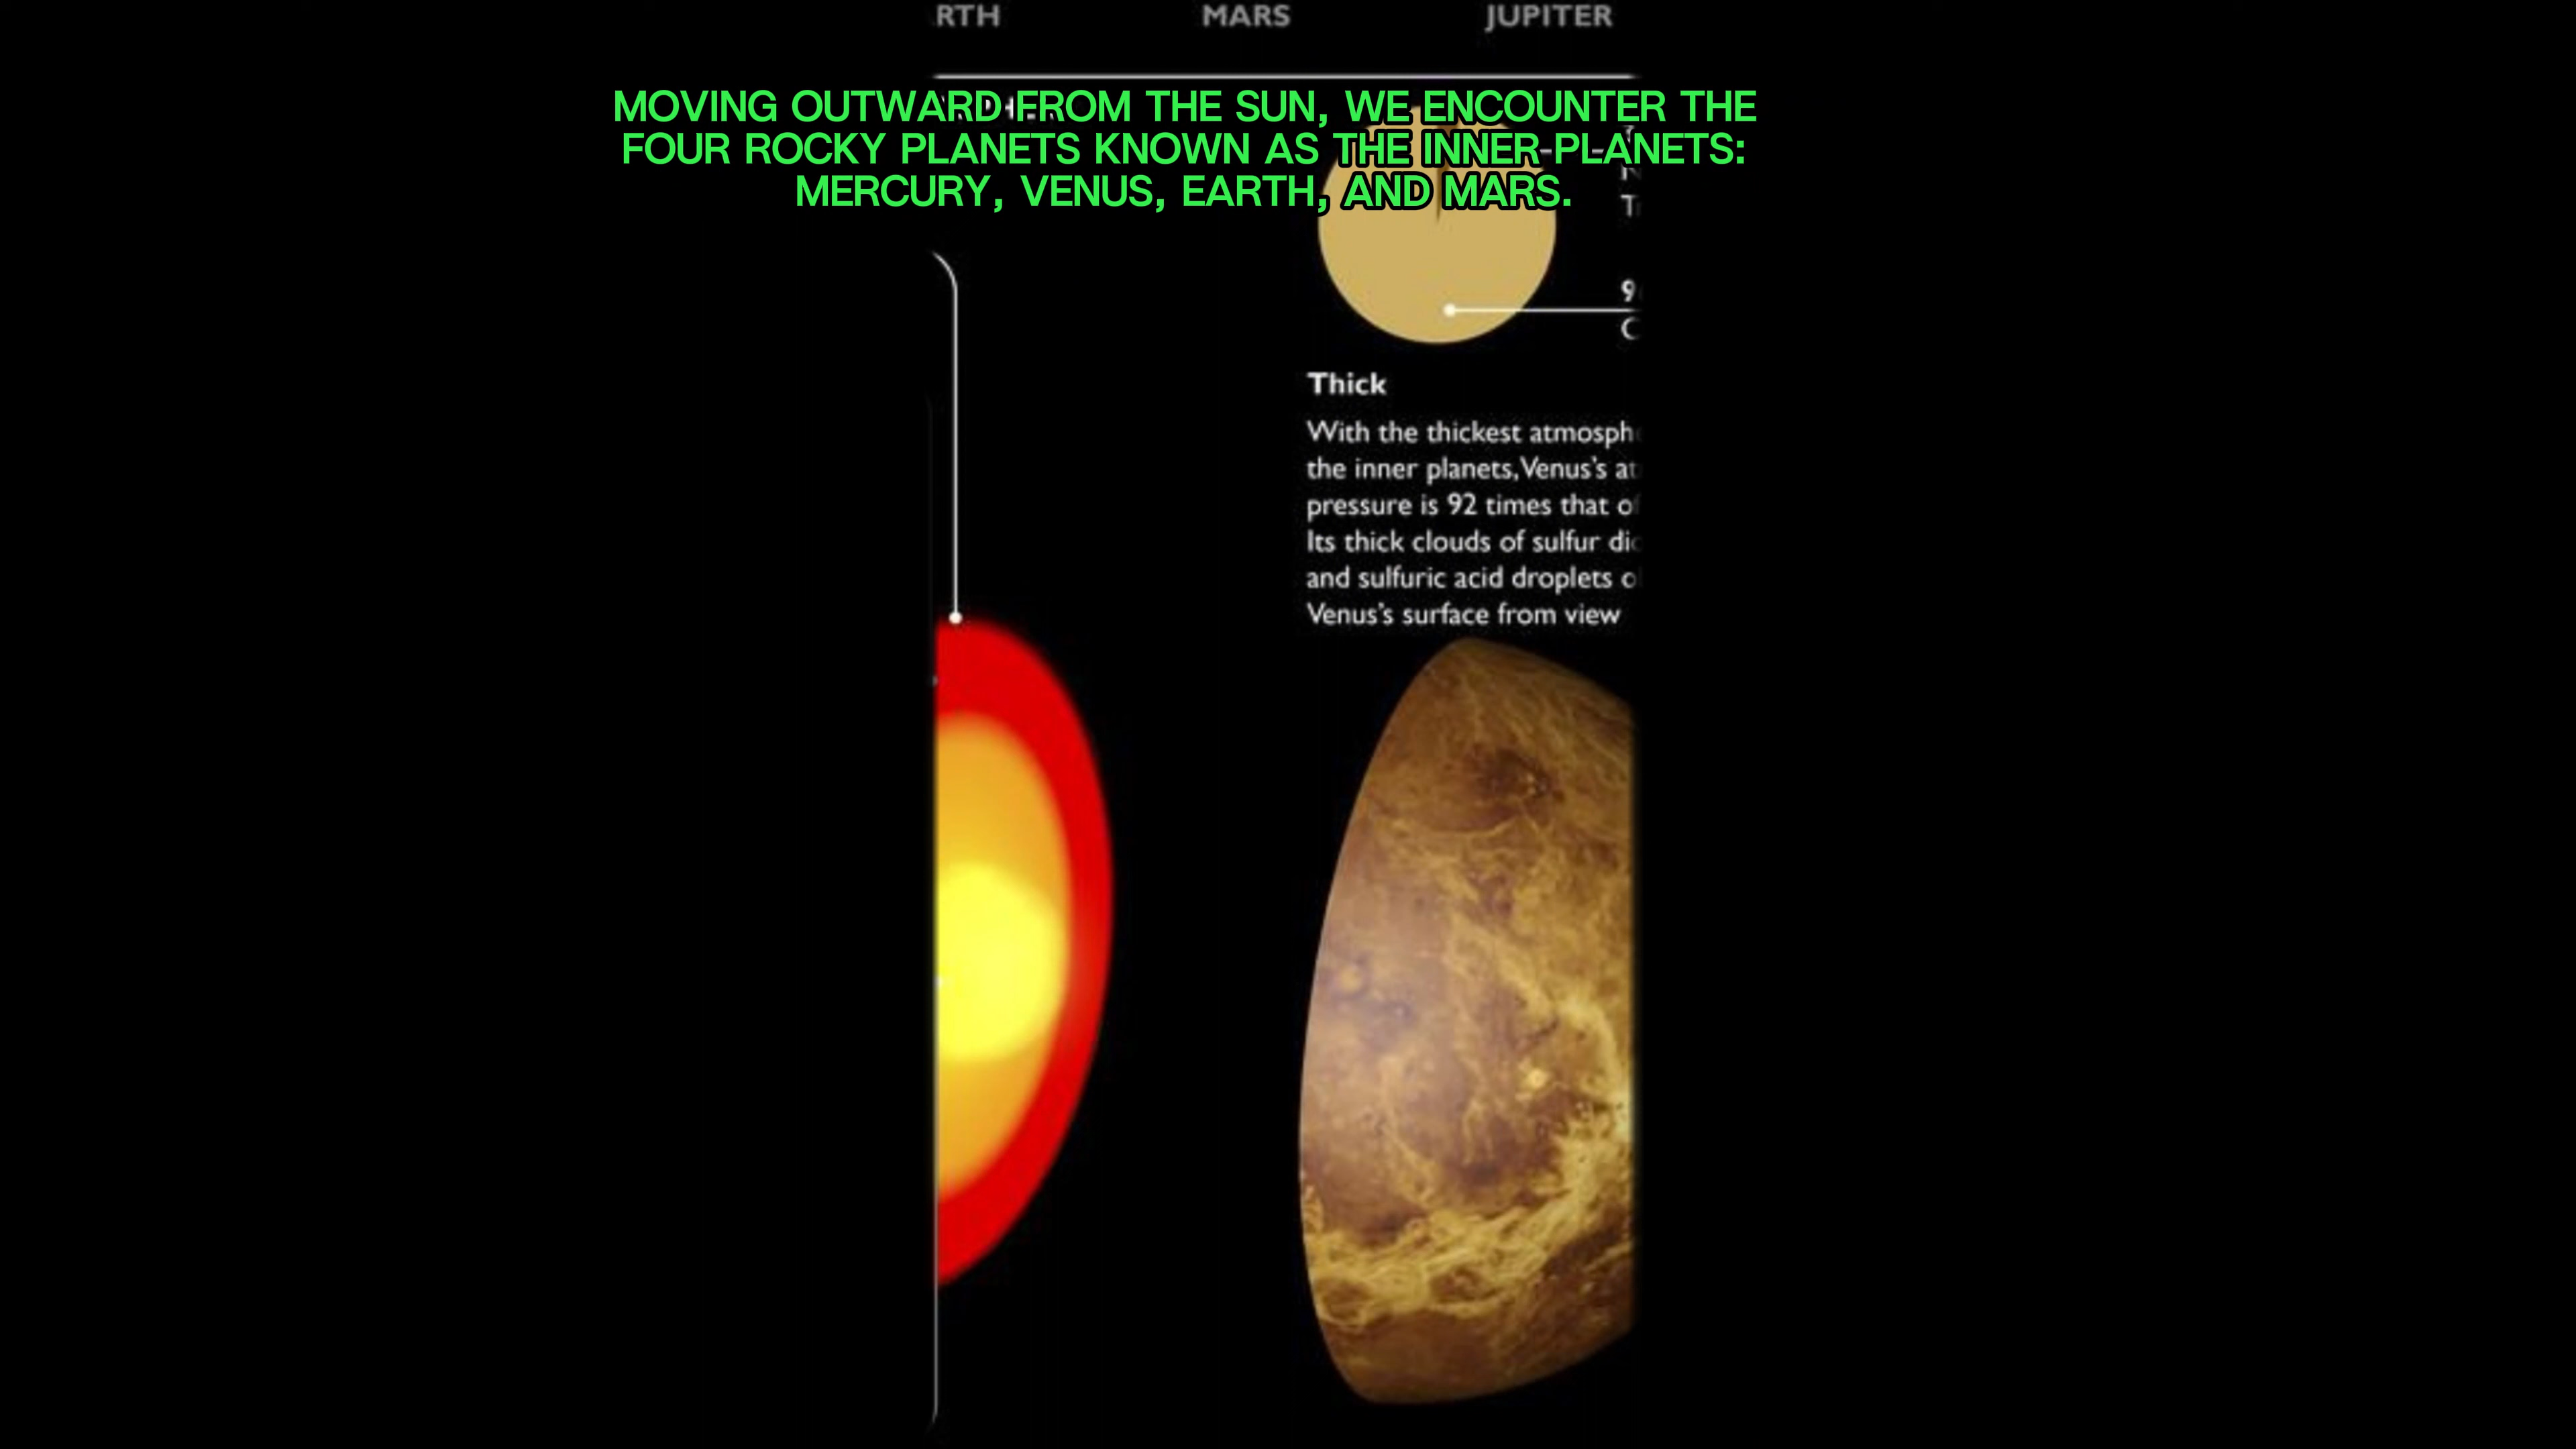 MARS JUPITER
MOVING OUTWARD FROM THE SUN, WE ENCOUNTER THE
FOUR ROCKY PLANETS KNOWN AS THE INNER PLANETS:
MERCURY, VENUS, EARTH, AND MARS.
Thick
With the thickest
the inner planets, Venus's
pressure is 92 times that
Its thick clouds of sulfur
and sulfuric acid droplets
Venus's surface from view